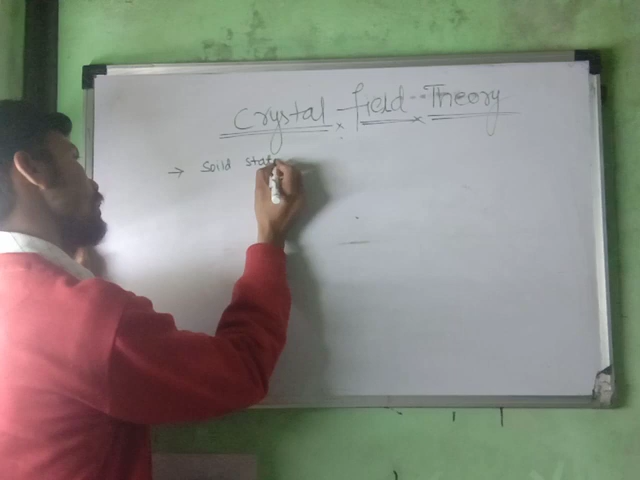 Crystal field Theory
→ Soild state